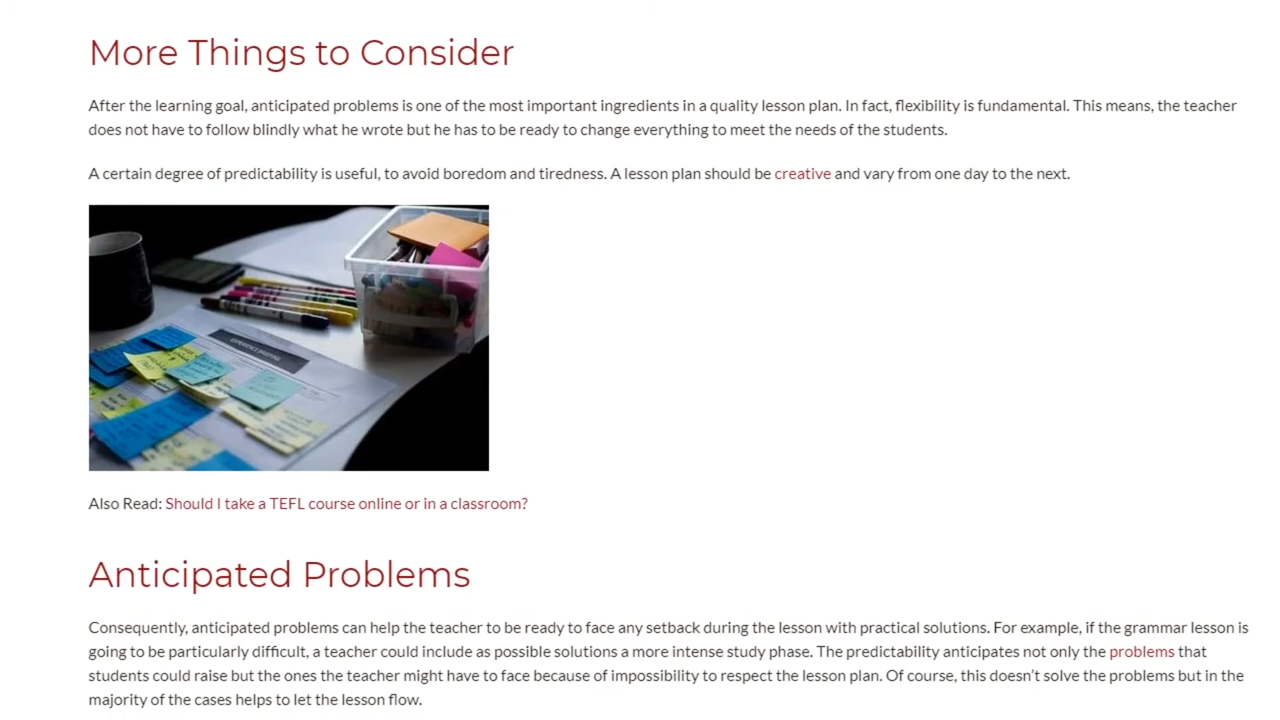 More Things to Consider
After the learning goal, anticipated problems is one of the most important ingredients in a quality lesson plan. In fact, flexibility is fundamental. This means, the teacher
does not have to follow blindly what he wrote but he has to be ready to change everything to meet the needs of the students.
A certain degree of predictability is useful, to avoid boredom and tiredness. A lesson plan should be creative and vary from one day to the next.
EXPERIENCE BRIEFING
Also Read: Should I take a TEFL course online or in a classroom?
Anticipated Problems
Consequently, anticipated problems can help the teacher to be ready to face any setback during the lesson with practical solutions. For example, if the grammar lesson is
going to be particularly difficult, a teacher could include as possible solutions a more intense study phase. The predictability anticipates not only the problems that
students could raise but the ones the teacher might have to face because of impossibility to respect the lesson plan. Of course, this doesn't solve the problems but in the
majority of the cases helps to let the lesson flow.